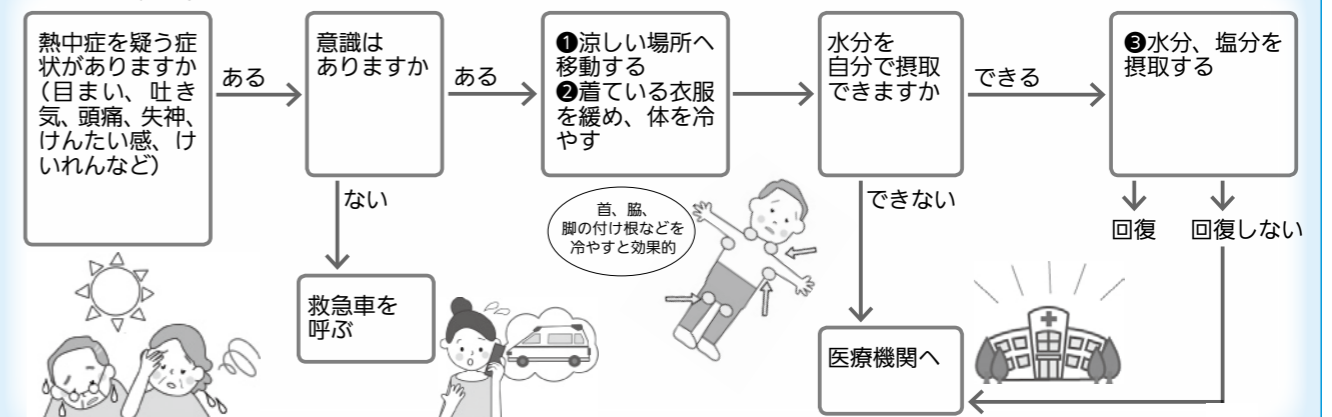 熱中症を疑う症
状がありますか
（目まい、吐き
気、頭痛、失神、
けんたい感、け
いれんなど）
ある
意識は
ありますか
ある
❶涼しい場所へ
移動する
❷着ている衣服
を緩め、体を冷
やす
水分を
自分で摂取
できますか
できる
❸水分、塩分を
摂取する
ない
首、脇、
脚の付け根などを
冷やすと効果的
できない
回復
回復しない
救急車を
呼ぶ
医療機関へ